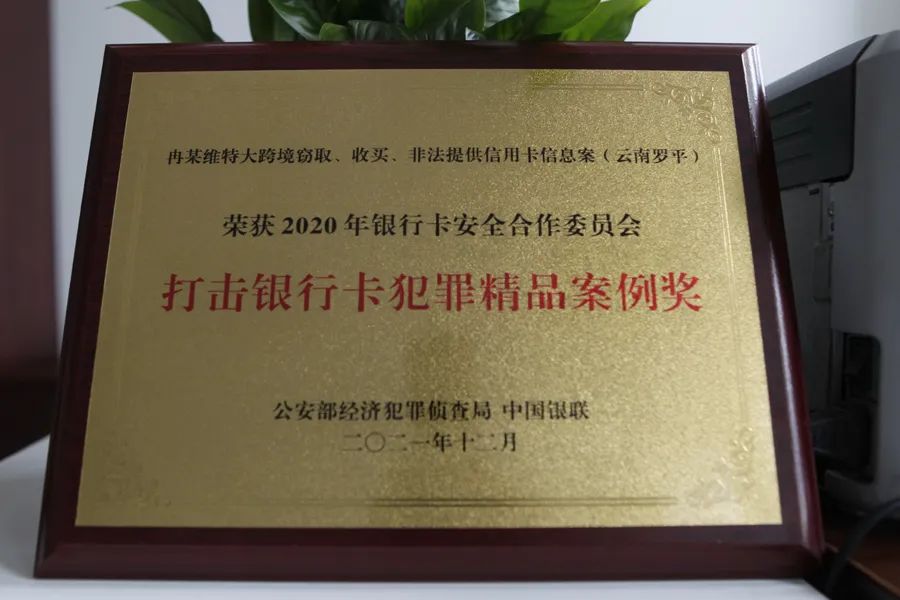 冉某维特大跨境窃取、收买、非法提供信用卡信息案（云南罗平）
荣获2020年银行卡安全合作委员会
打击银行卡犯罪精品案例奖
公安部经济犯罪侦查局 中国银联
二〇二一年十二月